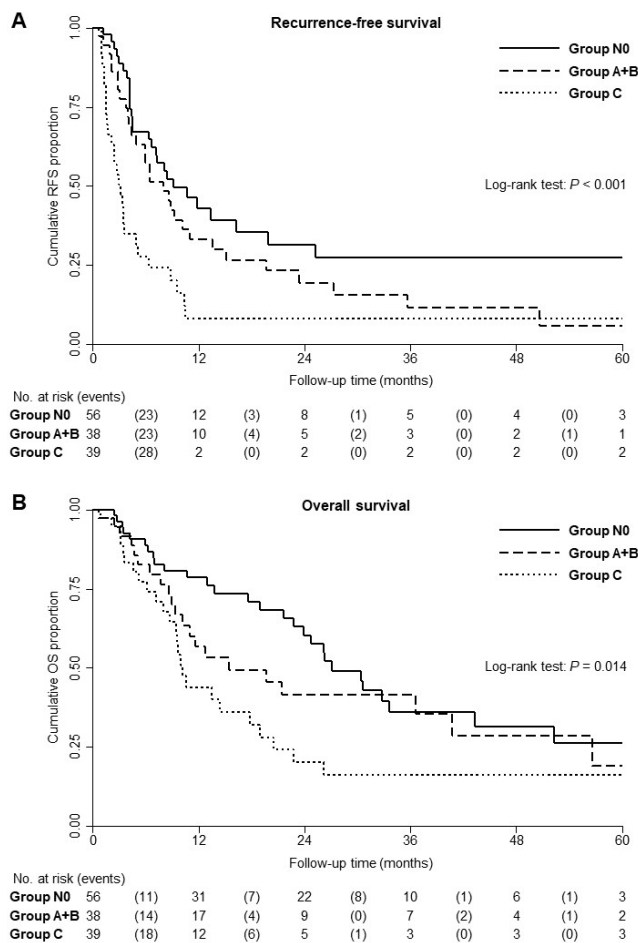 A
Recurrence-free survival
Group N0
Group A+B
Group C
Log-rank test: P < 0.001
Cumulative RFS proportion
1.00
0.75
0.50
0.25
0.00
0 12 24 36 48 60
Follow-up time (months)
No. at risk (events)
Group N0 56 (23) 12 (3) 8 (1) 5 (0) 4 (0) 3
Group A+B 38 (23) 10 (4) 5 (2) 3 (0) 2 (1) 1
Group C 39 (28) 2 (0) 2 (0) 2 (0) 2 (0) 2
B
Overall survival
Group N0
Group A+B
Group C
Log-rank test: P = 0.014
Cumulative OS proportion
1.00
0.75
0.50
0.25
0.00
0 12 24 36 48 60
Follow-up time (months)
No. at risk (events)
Group N0 56 (11) 31 (7) 22 (8) 10 (1) 6 (1) 3
Group A+B 38 (14) 17 (4) 9 (0) 7 (2) 4 (1) 2
Group C 39 (18) 12 (6) 5 (1) 3 (0) 3 (0) 3